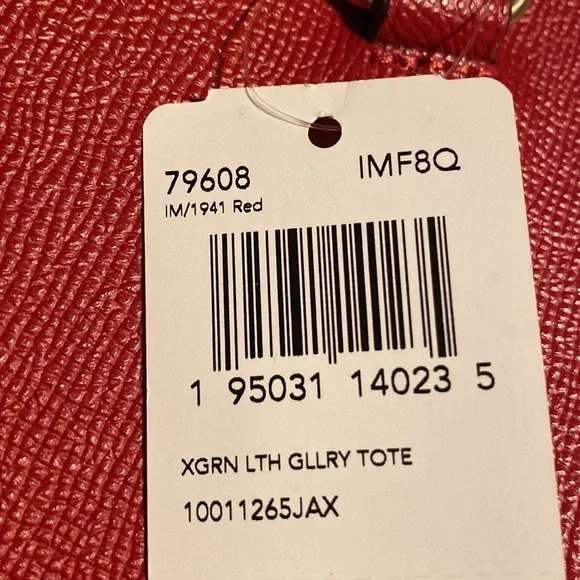 79608 IMF8Q
IM/1941 Red
1 95031 14023 5
XGRN LTH GLLRY TOTE
10011265JAX